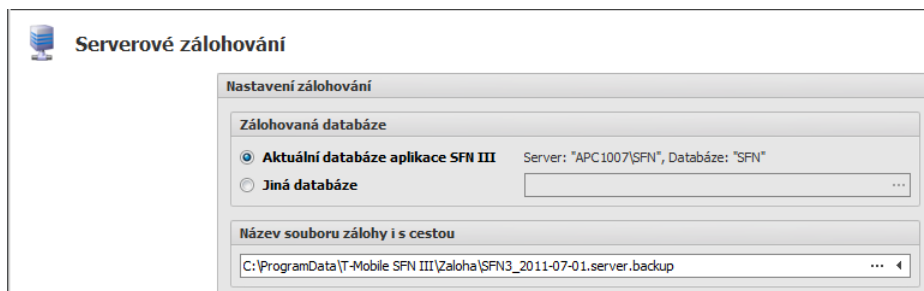 Serverové zálohování
Nastavení zálohování
Zálohovaná databáze
Aktuální databáze aplikace SFN III Server: "APC1007\SFN", Databáze: "SFN"
Jiná databáze ...
Název souboru zálohy i s cestou
C:\ProgramData\T-Mobile SFN III\Zaloha\SFN3_2011-07-01.server.backup ...